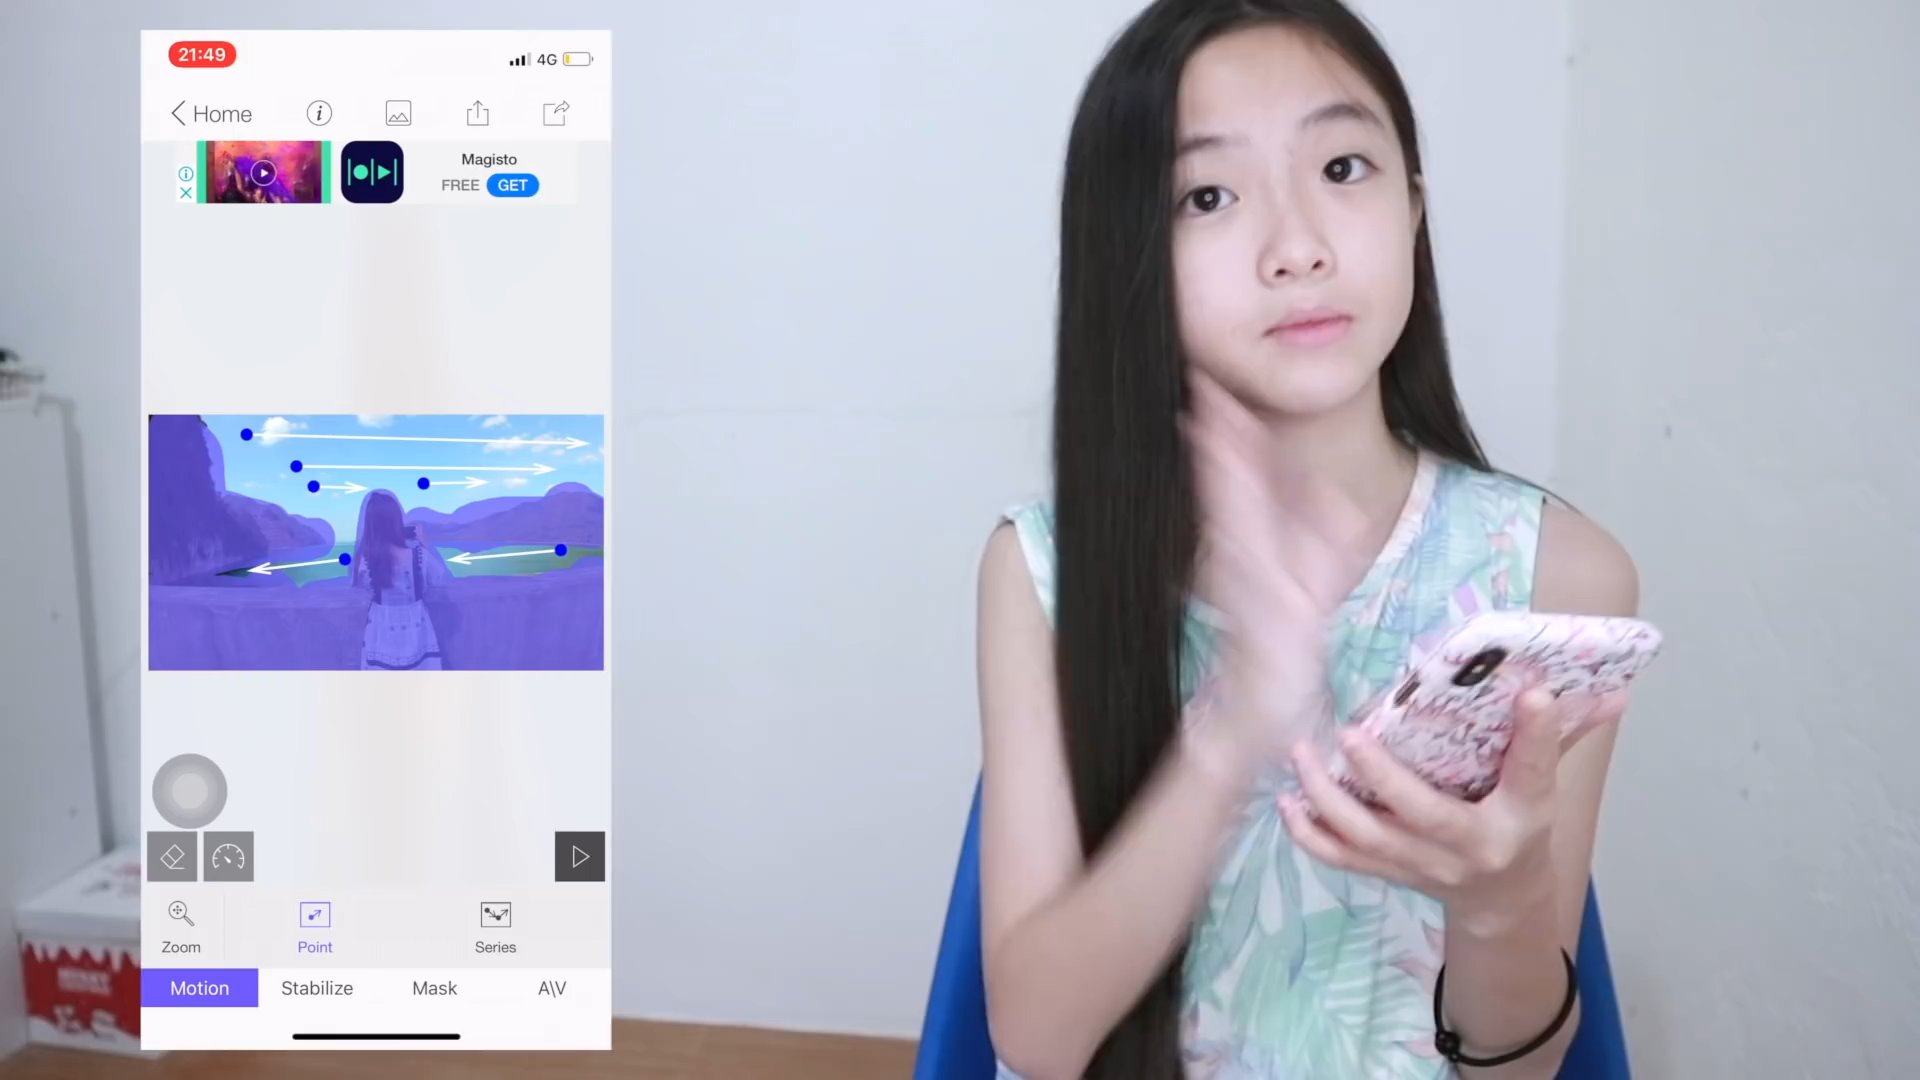 21:49
4G
Home
Magisto
FREE GET
Zoom
Point
Series
Motion
Stabilize
Mask
A\V